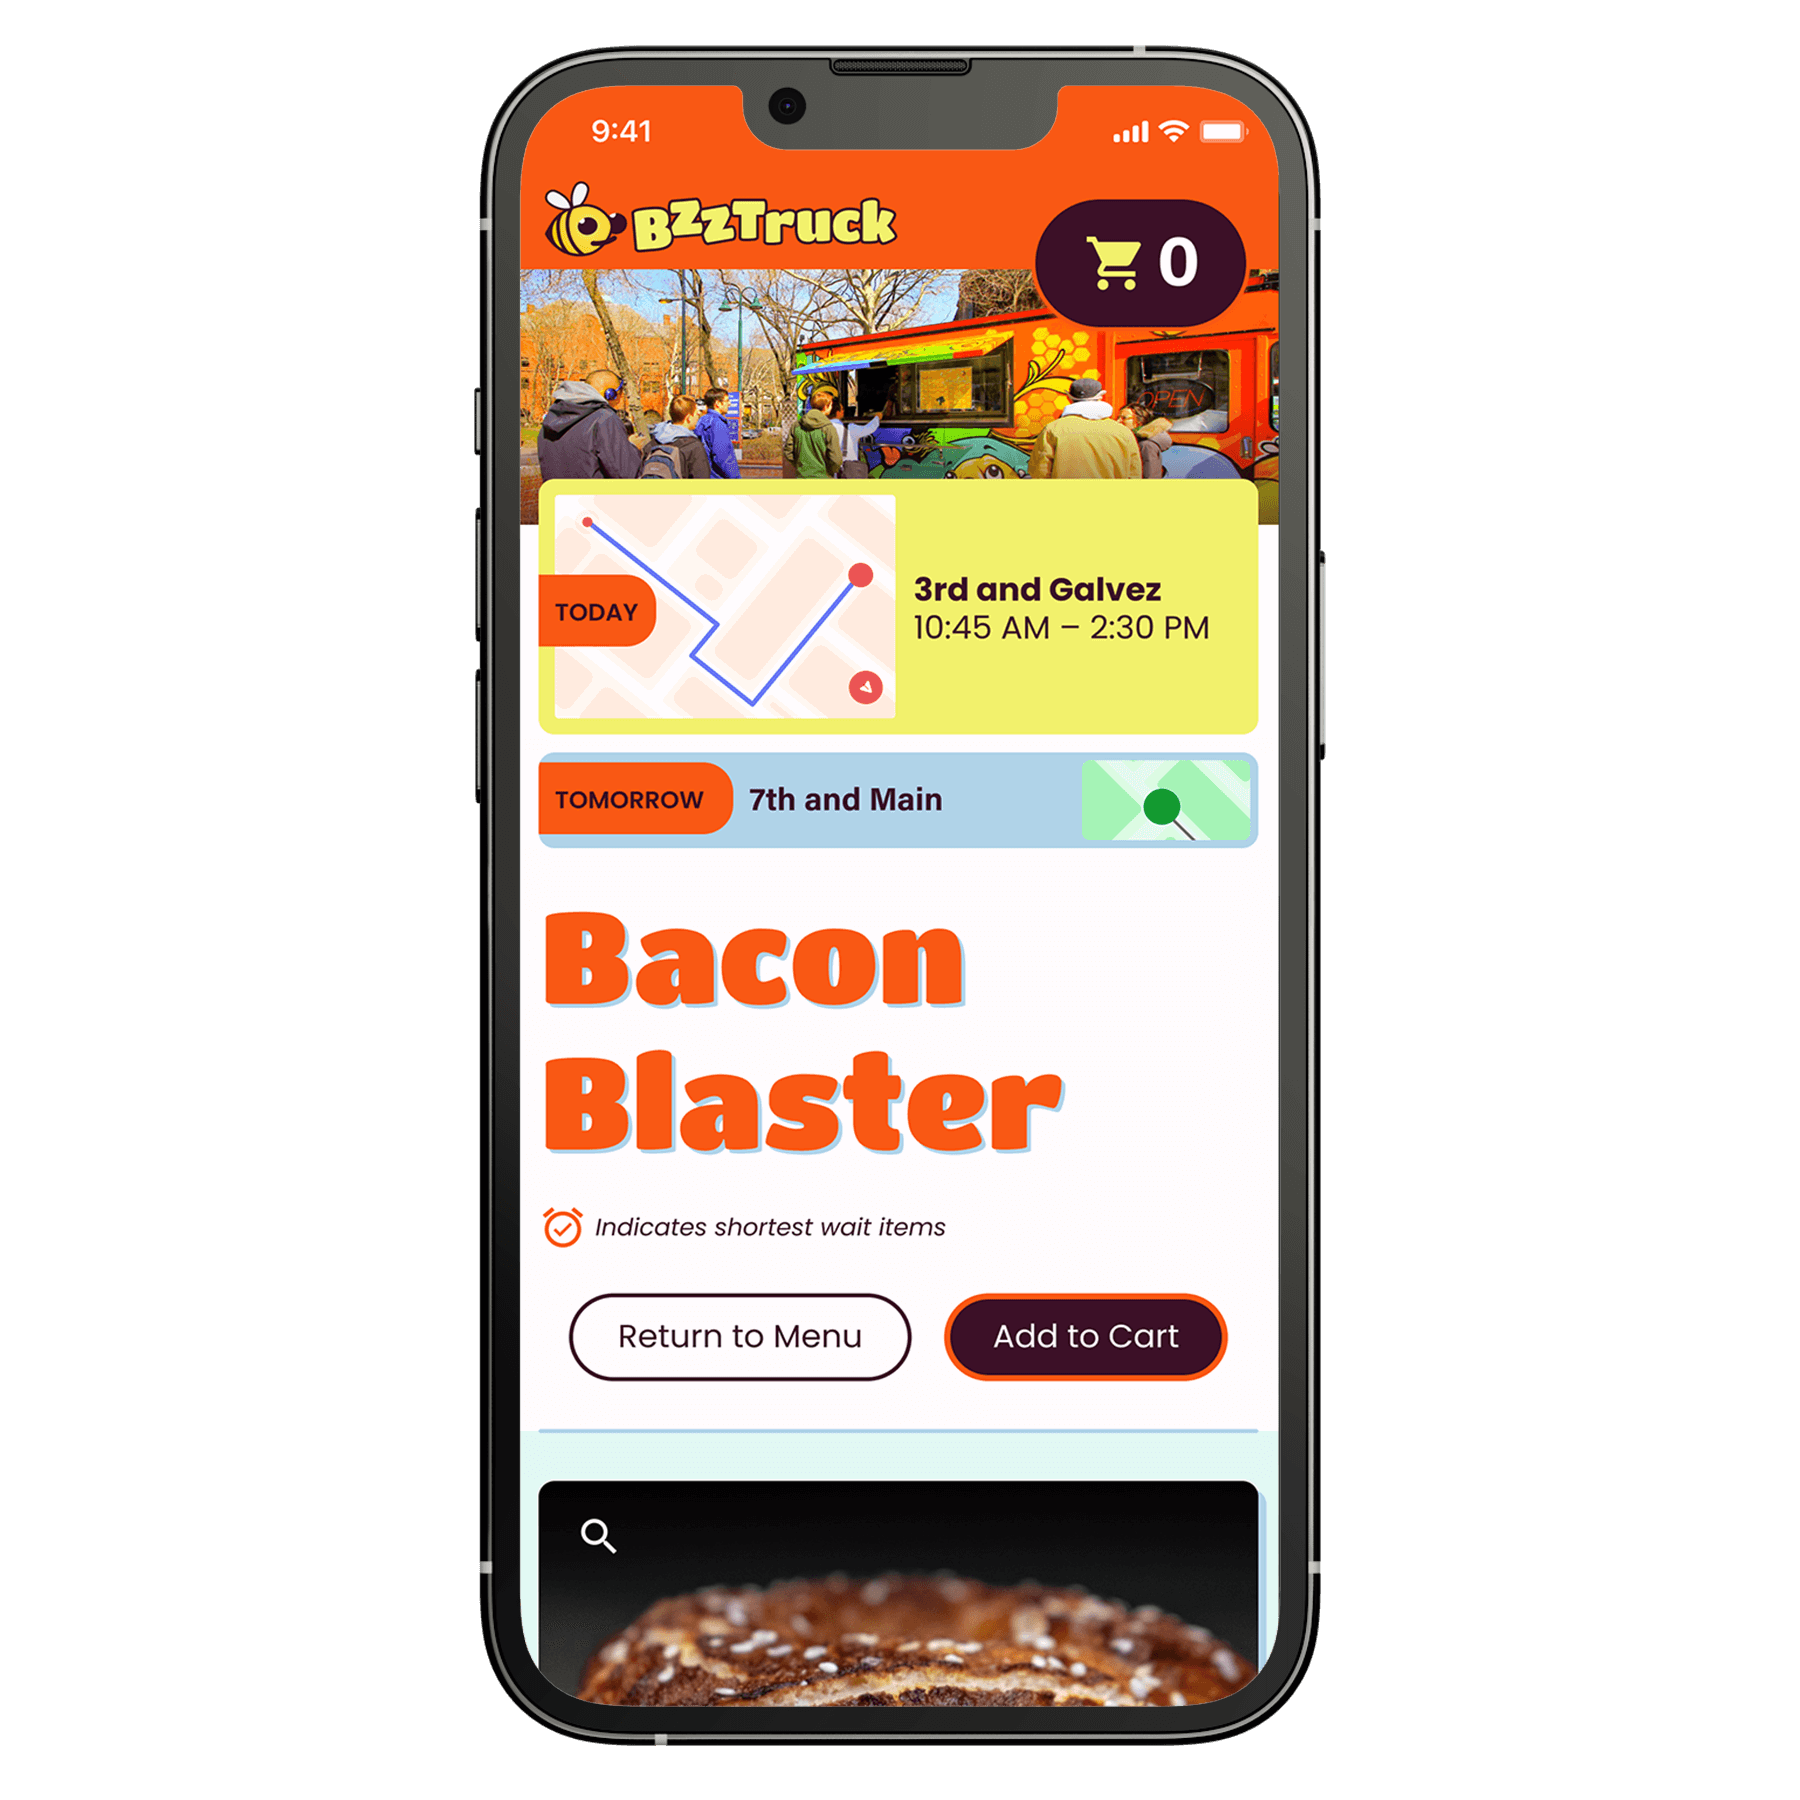 9:41
BzzTruck
0
OPEN
TODAY
3rd and Galvez
10:45 AM – 2:30 PM
TOMORROW
7th and Main
Bacon
Blaster
Indicates shortest wait items
Return to Menu
Add to Cart